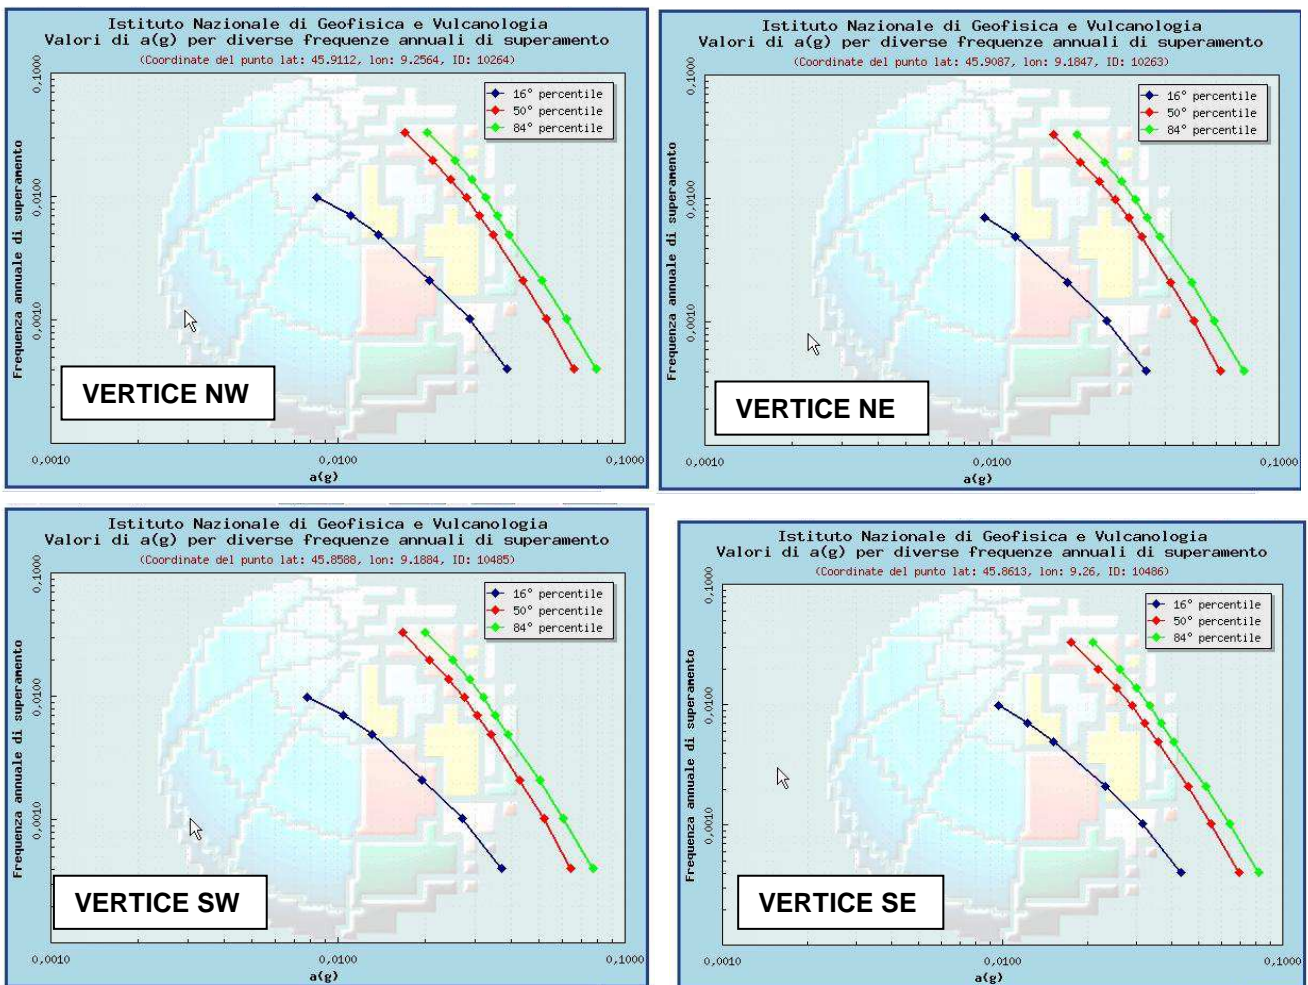 Istituto Nazionale di Geofisica e Vulcanologia
Valori di a(g) per diverse frequenze annuali di superamento
(Coordinate del punto lat: 45.9112, lon: 9.2564, ID: 10264)
0,1000
16° percentile
50° percentile
84° percentile
Frequenza annuale di superamento
0,0100
0,0010
VERTICE NW
0,0010
0,0100
0,1000
a(g)
Istituto Nazionale di Geofisica e Vulcanologia
Valori di a(g) per diverse frequenze annuali di superamento
(Coordinate del punto lat: 45.9087, lon: 9.1847, ID: 10263)
0,1000
16° percentile
50° percentile
84° percentile
Frequenza annuale di superamento
0,0100
0,0010
VERTICE NE
0,0010
0,0100
0,1000
a(g)
Istituto Nazionale di Geofisica e Vulcanologia
Valori di a(g) per diverse frequenze annuali di superamento
(Coordinate del punto lat: 45.8588, lon: 9.1884, ID: 10485)
0,1000
16° percentile
50° percentile
84° percentile
Frequenza annuale di superamento
0,0100
0,0010
VERTICE SW
0,0010
0,0100
0,1000
a(g)
Istituto Nazionale di Geofisica e Vulcanologia
Valori di a(g) per diverse frequenze annuali di superamento
(Coordinate del punto lat: 45.8613, lon: 9.26, ID: 10486)
0,1000
16° percentile
50° percentile
84° percentile
Frequenza annuale di superamento
0,0100
0,0010
VERTICE SE
0,0010
0,0100
0,1000
a(g)